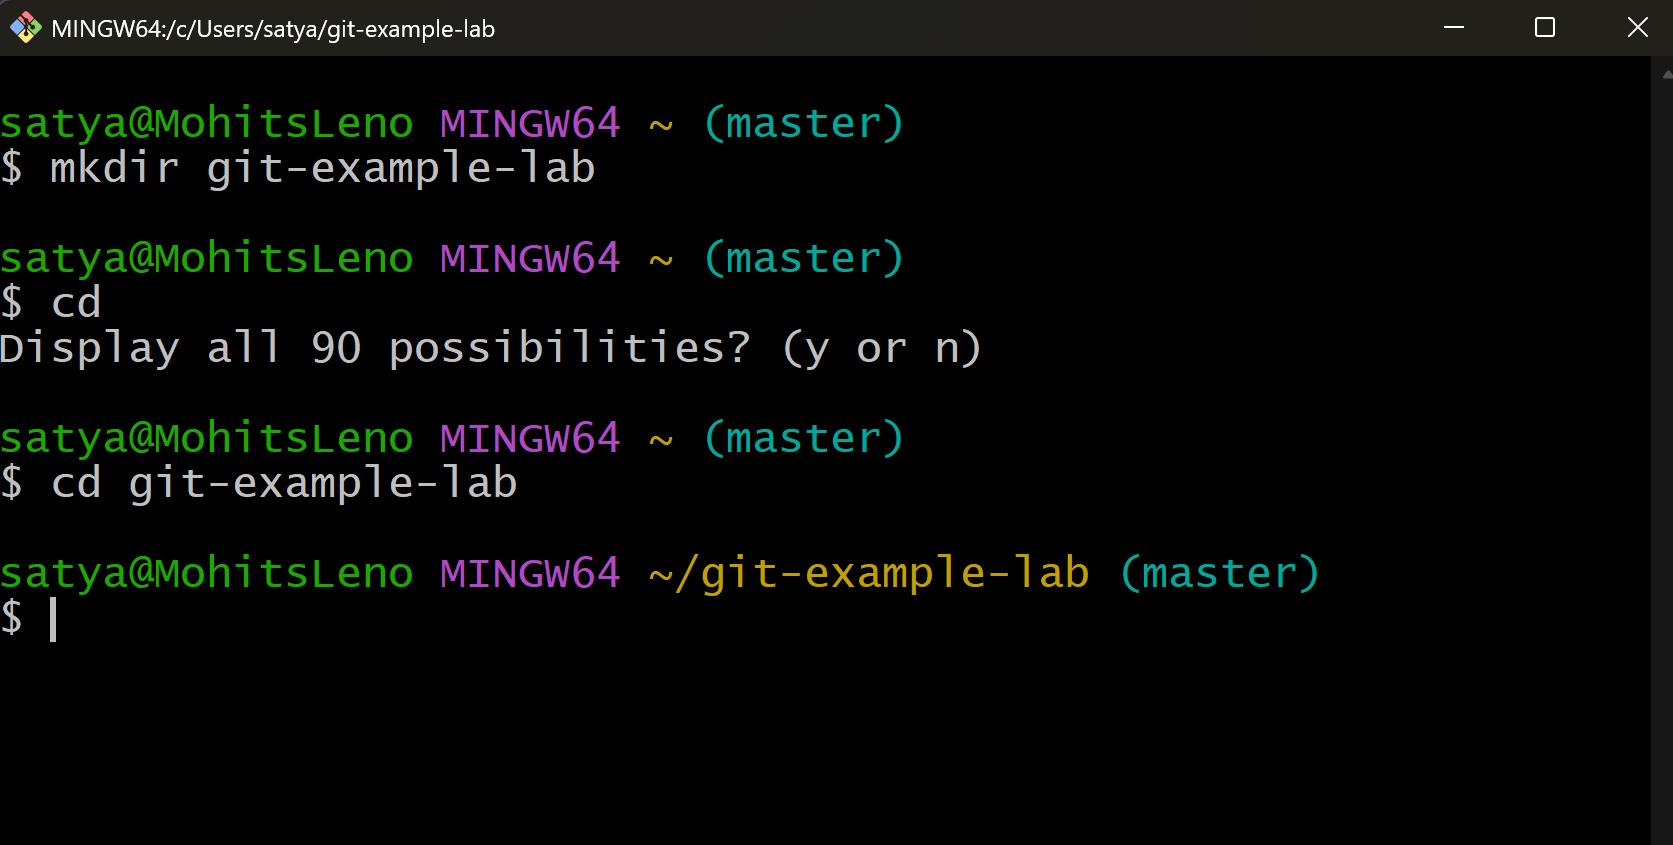 MINGW64:/c/Users/satya/git-example-lab
satya@MohitsLeno MINGW64 ~ (master)
$ mkdir git-example-lab
satya@MohitsLeno MINGW64 ~ (master)
$ cd
Display all 90 possibilities? (y or n)
satya@MohitsLeno MINGW64 ~ (master)
$ cd git-example-lab
satya@MohitsLeno MINGW64 ~/git-example-lab (master)
$